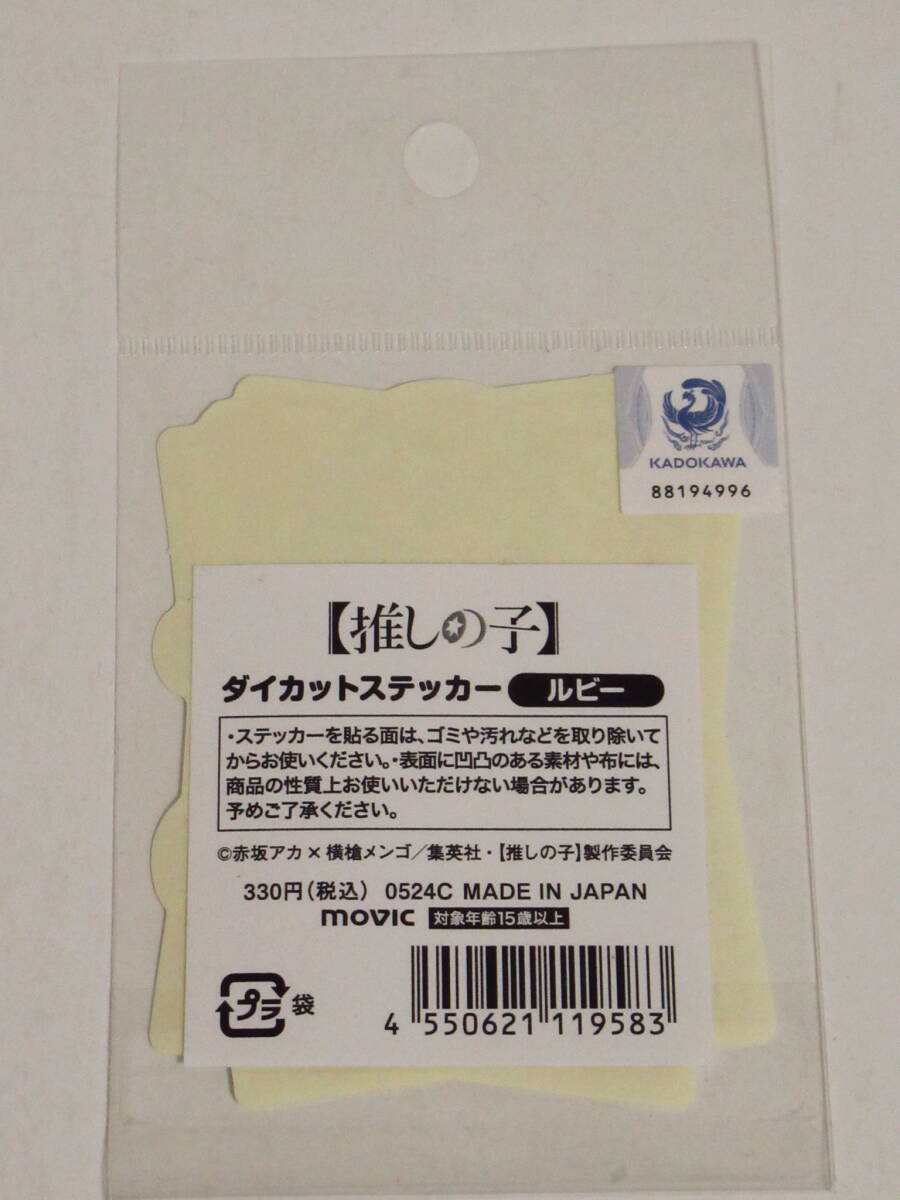 KADOKAWA
88194996
【推しの子】
ダイカットステッカー ルビー
・ステッカーを貼る面は、ゴミや汚れなどを取り除いて
からお使いください。・表面に凹凸のある素材や布には、
商品の性質上お使いいただけない場合があります。
予めご了承ください。
©赤坂アカ×横槍メンゴ／集英社・【推しの子】製作委員会
330円（税込） 0524C MADE IN JAPAN
movic 対象年齢15歳以上
プラ 袋
4 550621 119583